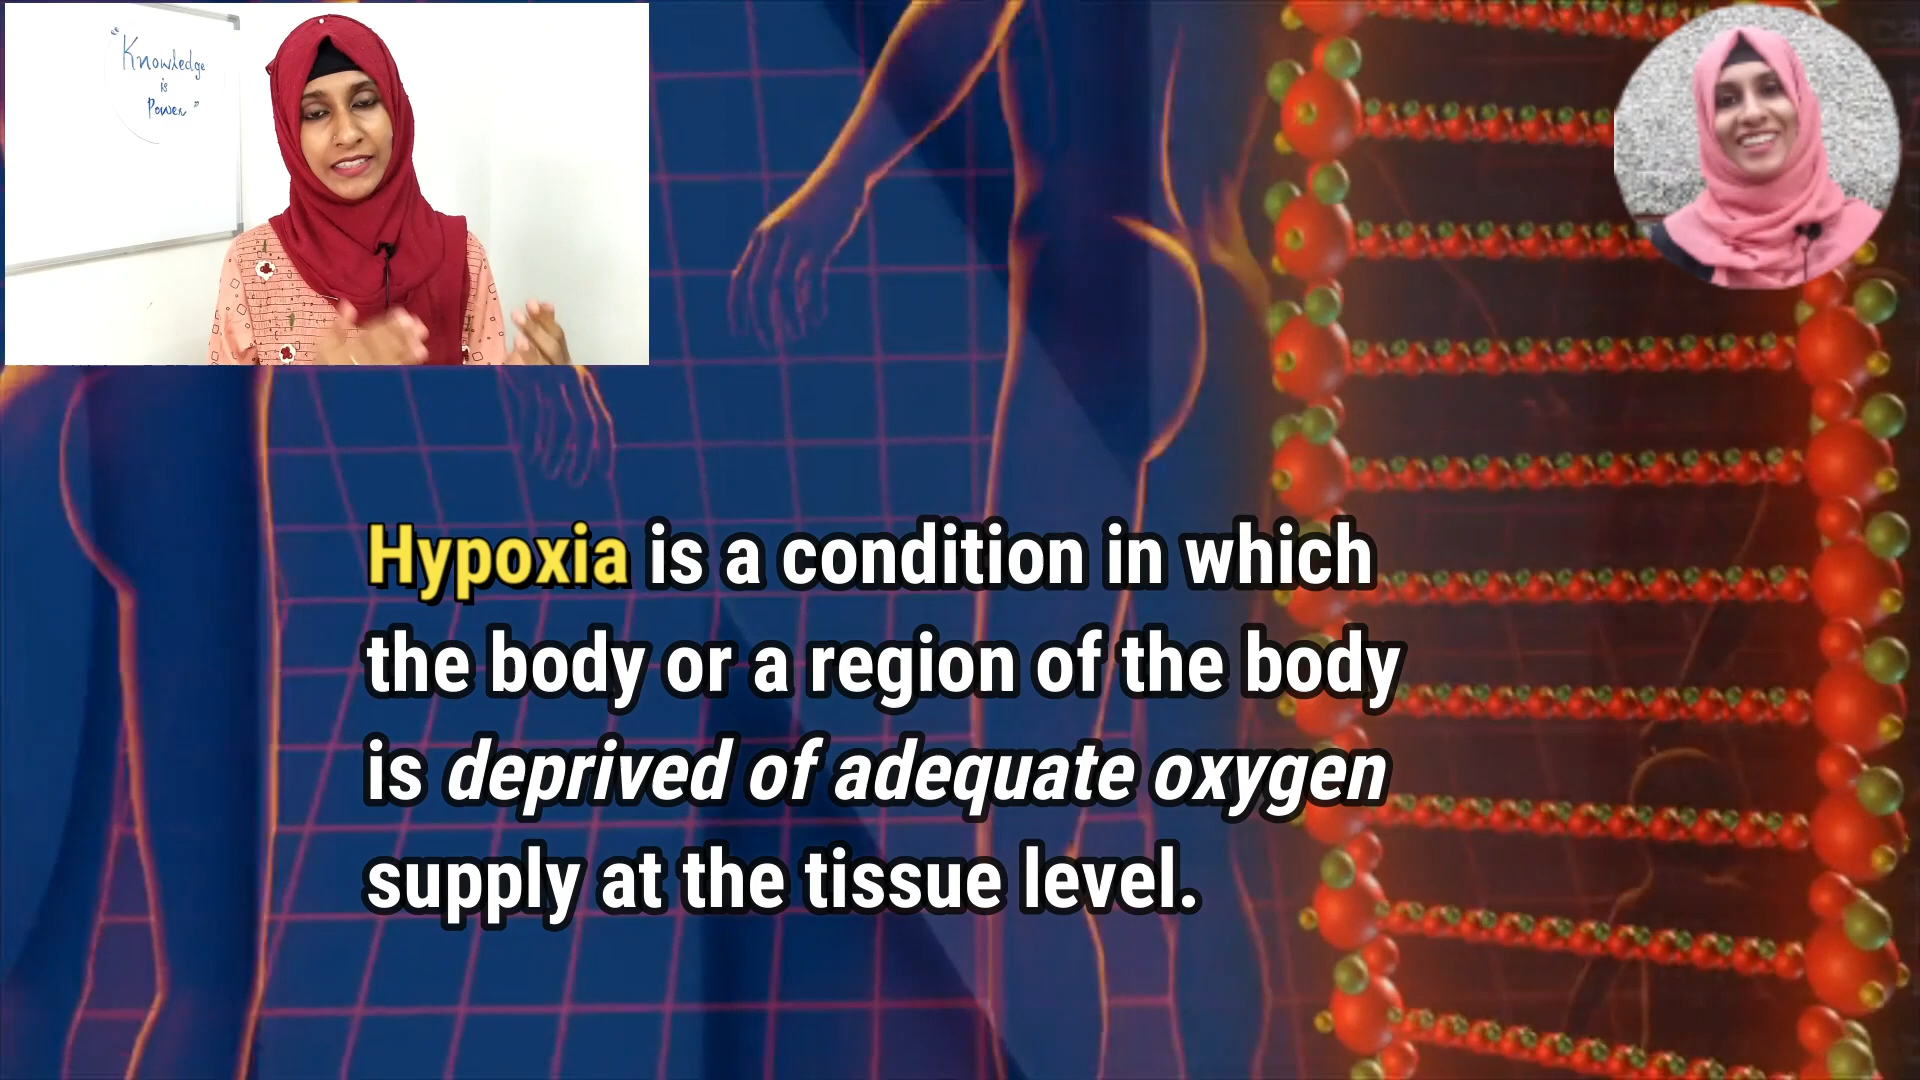 "Knowledge
is
Power"
Hypoxia is a condition in which
the body or a region of the body
is deprived of adequate oxygen
supply at the tissue level.